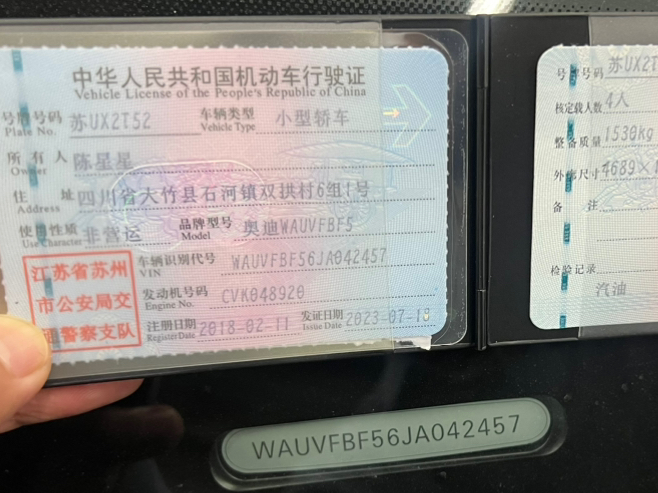 中华人民共和国机动车行驶证
Vehicle License of the People's Republic of China
号牌号码 苏UX2T52 车辆类型 小型轿车
Plate No. Vehicle Type
所有人 陈星星
Owner
住址 四川省大竹县石河镇双拱村6组1号
Address
使用性质 非营运 品牌型号 奥迪WAUVFBF5
Use Character Model
江苏省苏州
市公安局交
通警察支队
车辆识别代号 WAUVFBF56JA042457
VIN
发动机号码 CVK048920
Engine No.
注册日期 2018-02-11 发证日期 2023-07-18
Register Date Issue Date
号牌号码 苏UX2T
核定载人数 4人
整备质量 1530kg
外廓尺寸 4689×
备注
检验记录
汽油
WAUVFBF56JA042457